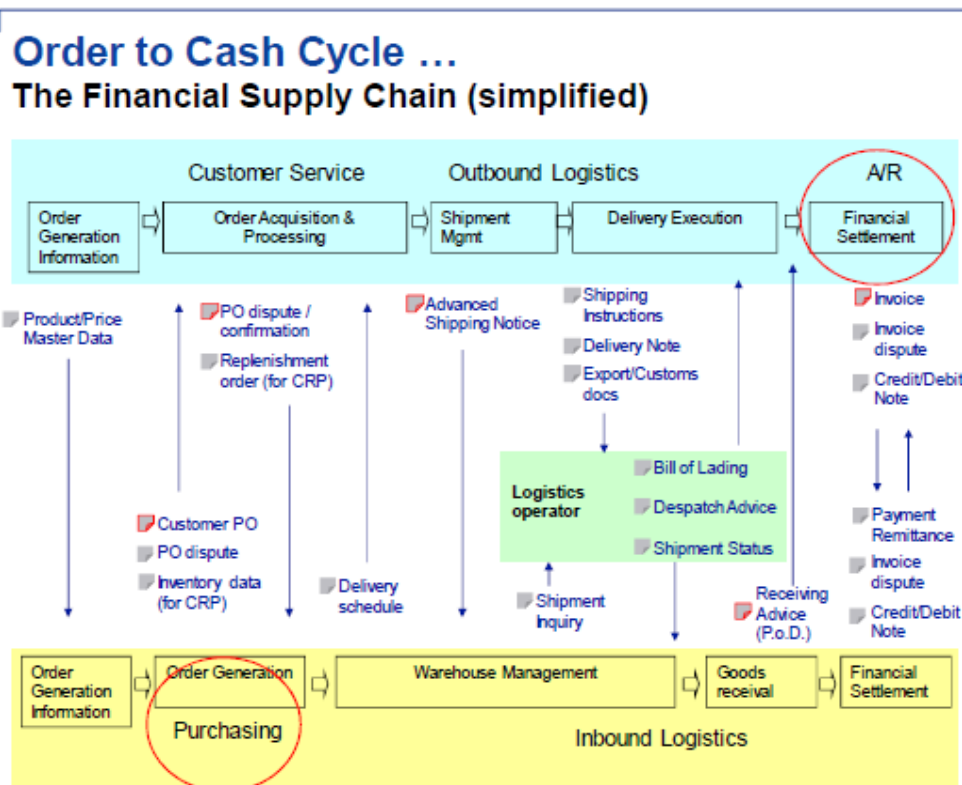 Order to Cash Cycle ...
The Financial Supply Chain (simplified)
Customer Service
Outbound Logistics
A/R
Order
Generation
Information
Order Acquisition &
Processing
Shipment
Mgmt
Delivery Execution
Financial
Settlement
Product/Price
Master Data
PO dispute /
confirmation
Replenishment
order (for CRP)
Advanced
Shipping Notice
Shipping
Instructions
Delivery Note
Export/Customs
docs
Invoice
Invoice
dispute
Credit/Debit
Note
Logistics
operator
Bill of Lading
Despatch Advice
Shipment Status
Customer PO
PO dispute
Inventory data
(for CRP)
Delivery
schedule
Shipment
Inquiry
Receiving
Advice
(P.o.D.)
Payment
Remittance
Invoice
dispute
Credit/Debit
Note
Order
Generation
Information
Order Generation
Warehouse Management
Goods
receival
Financial
Settlement
Purchasing
Inbound Logistics